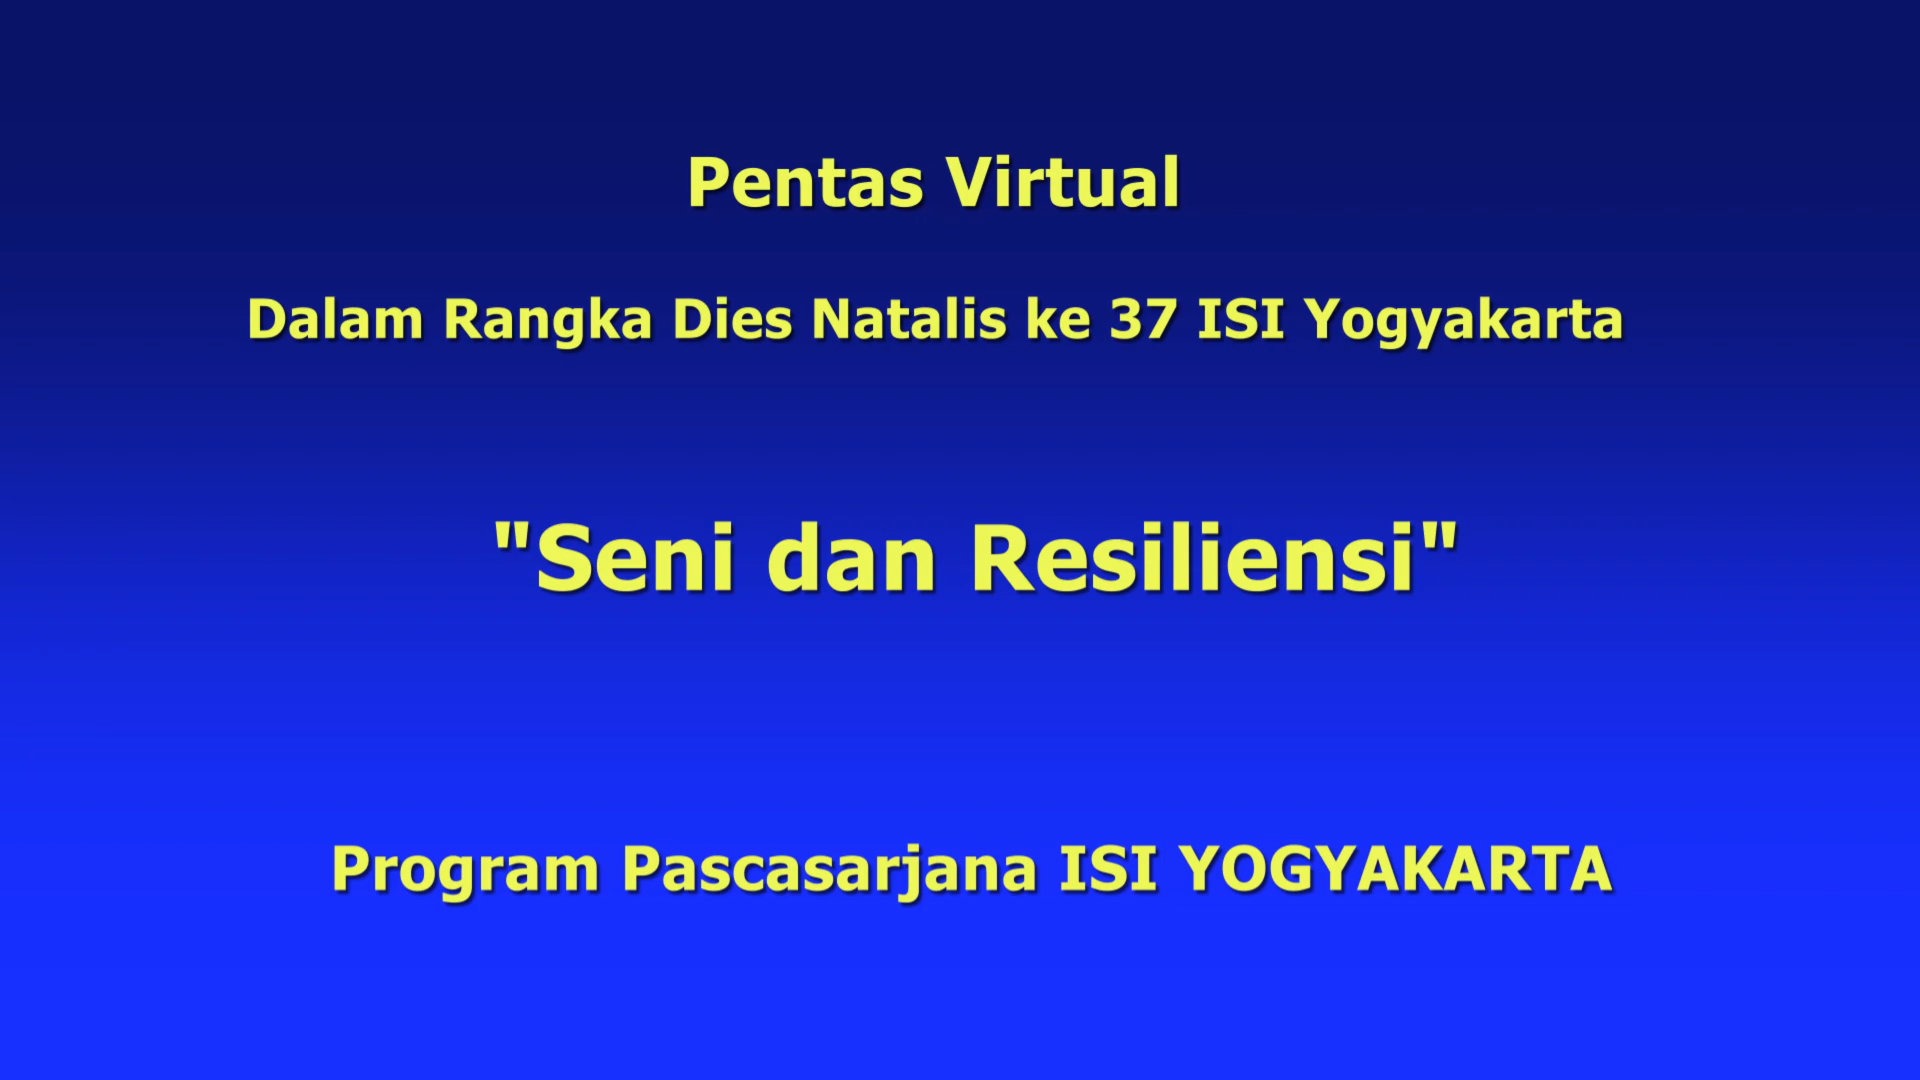 Pentas Virtual
Dalam Rangka Dies Natalis ke 37 ISI Yogyakarta
"Seni dan Resiliensi"
Program Pascasarjana ISI YOGYAKARTA